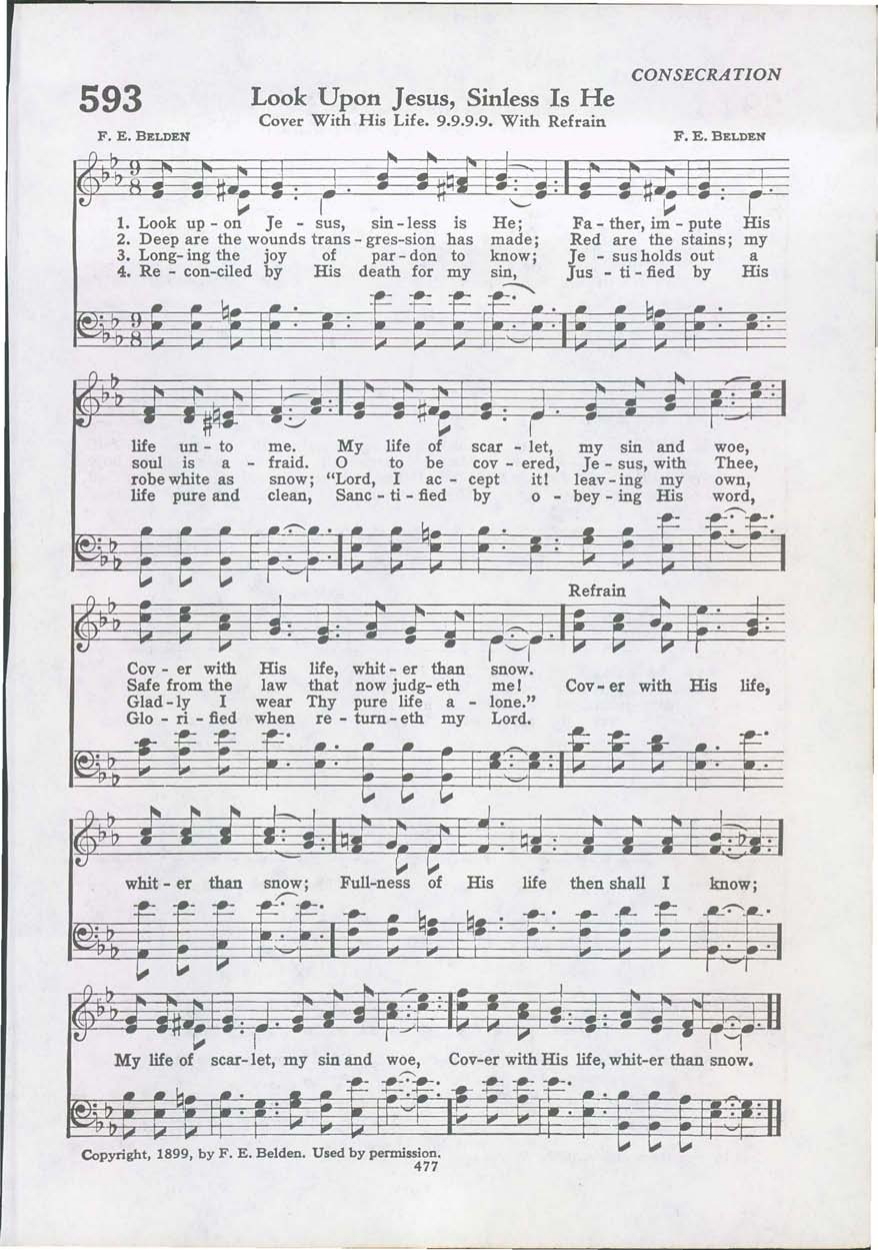 CONSECRATION
593
Look Upon Jesus, Sinless Is He
Cover With His Life. 9.9.9.9. With Refrain
F. E. BELDEN F. E. BELDEN
1. Look up-on Je - sus, sin-less is He; Fa-ther, im-pute His
2. Deep are the wounds trans-gres-sion has made; Red are the stains; my
3. Long-ing the joy of par-don to know; Je-sus holds out a
4. Re-con-ciled by His death for my sin, Jus-ti-fied by His
life un-to me. My life of scar-let, my sin and woe,
soul is a-fraid. O to be cov-ered, Je-sus, with Thee,
robe white as snow; "Lord, I ac-cept it! leav-ing my own,
life pure and clean, Sanc-ti-fied by o-bey-ing His word,
Refrain
Cov-er with His life, whit-er than snow.
Safe from the law that now judg-eth me! Cov-er with His life,
Glad-ly I wear Thy pure life a-lone."
Glo-ri-fied when re-turn-eth my Lord.
whit-er than snow; Full-ness of His life then shall I know;
My life of scar-let, my sin and woe, Cov-er with His life, whit-er than snow.
Copyright, 1899, by F. E. Belden. Used by permission.
477